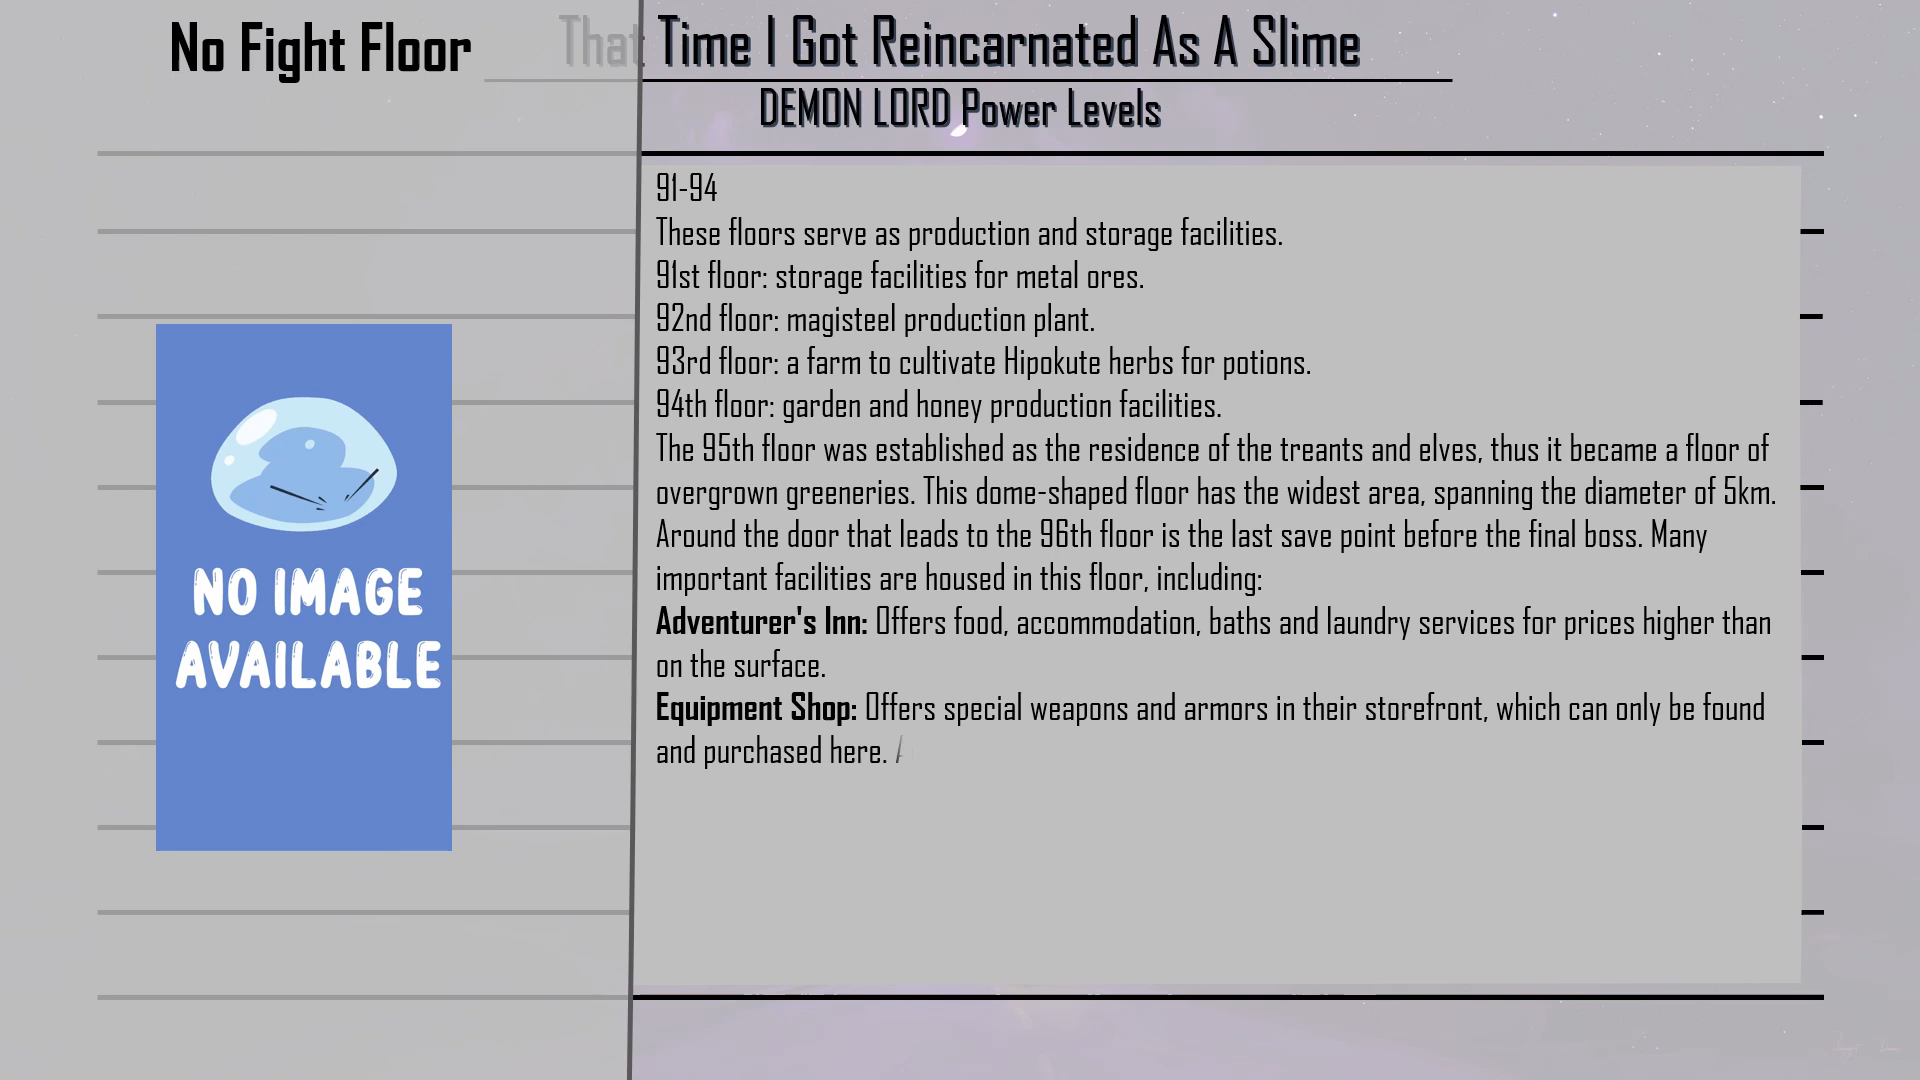 No Fight Floor
That Time I Got Reincarnated As A Slime
DEMON LORD Power Levels
NO IMAGE
AVAILABLE
91-94
These floors serve as production and storage facilities.
91st floor: storage facilities for metal ores.
92nd floor: magisteel production plant.
93rd floor: a farm to cultivate Hipokute herbs for potions.
94th floor: garden and honey production facilities.
The 95th floor was established as the residence of the treants and elves, thus it became a floor of
overgrown greeneries. This dome-shaped floor has the widest area, spanning the diameter of 5km.
Around the door that leads to the 96th floor is the last save point before the final boss. Many
important facilities are housed in this floor, including:
Adventurer's Inn: Offers food, accommodation, baths and laundry services for prices higher than
on the surface.
Equipment Shop: Offers special weapons and armors in their storefront, which can only be found
and purchased here.